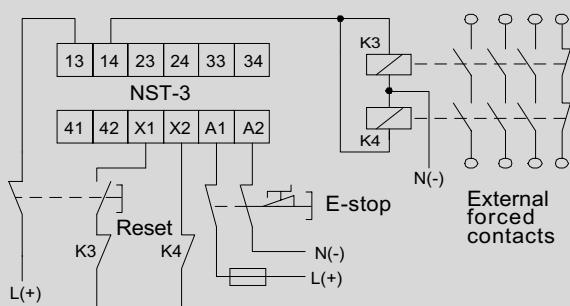 13 14 23 24 33 34
NST-3
41 42 X1 X2 A1 A2
K3
K4
N(-)
External
forced
contacts
E-stop
Reset
K3
K4
N(-)
L(+)
L(+)